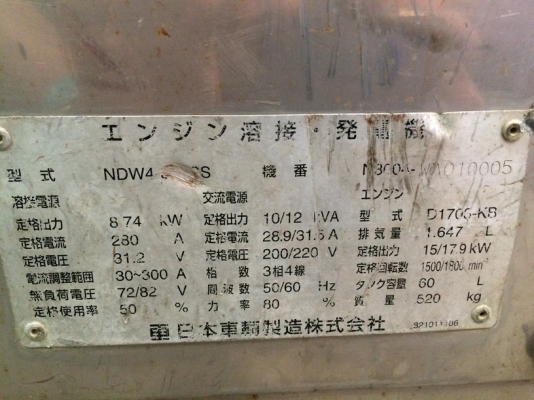 エンジン溶接・発電機
型式 NDW4 S 機番 010005
溶接電源 交流電源 エンジン
定格出力 8.74 kW 定格出力 10/12 kVA 型式 D1703-KB
定格電流 280 A 定格電流 28.9/31.5 A 排気量 1.647 L
定格電圧 31.2 V 定格電圧 200/220 V 定格出力 15/17.9 kW
電流調整範囲 30~300 A 相数 3相4線 定格回転数 1500/1800 min
無負荷電圧 72/82 V 周波数 50/60 Hz タンク容量 60 L
定格使用率 50 % 力率 80 % 質量 520 kg
日本車輛製造株式会社